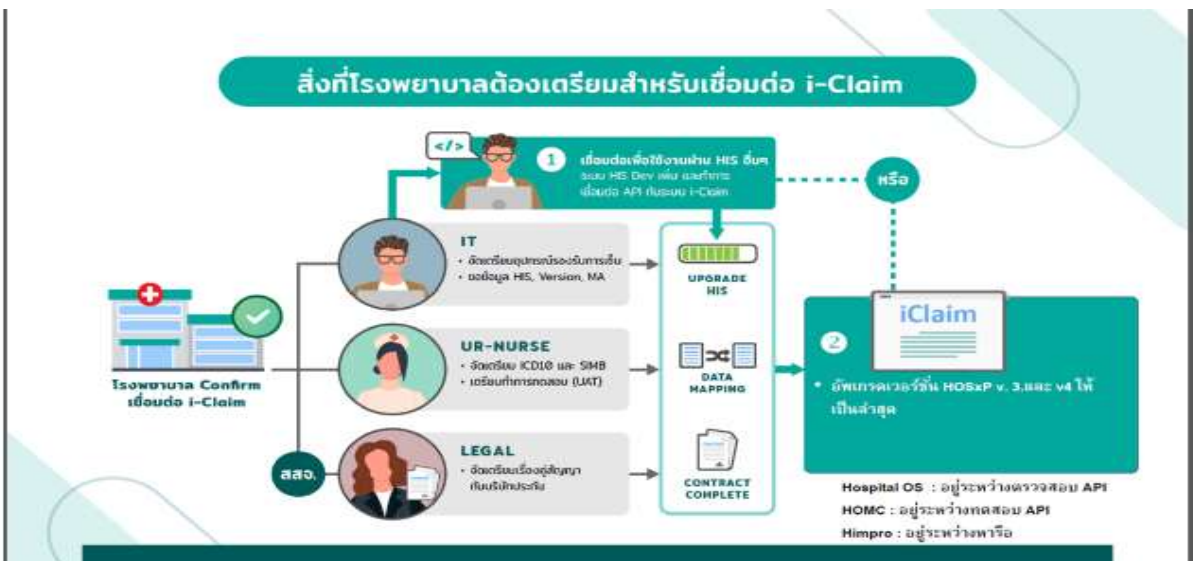 สิ่งที่โรงพยาบาลต้องเตรียมสำหรับเชื่อมต่อ i-Claim
</>
1
เชื่อมต่อเพื่อใช้งานผ่าน HIS อื่นๆ
ระบบ HIS Dev เพิ่ม และทำการ
เชื่อมต่อ API กับระบบ i-Claim
หรือ
IT
• จัดเตรียมอุปกรณ์รองรับการเชื่อม
• ขอข้อมูล HIS, Version, MA
UPGRADE
HIS
iClaim
2
• อัพเกรดเวอร์ชั่น HOSxP v. 3.และ v4 ให้
เป็นล่าสุด
โรงพยาบาล Confirm
เชื่อมต่อ i-Claim
UR-NURSE
• จัดเตรียม ICD10 และ SIMB
• เตรียมทำการทดสอบ (UAT)
DATA
MAPPING
สสจ.
LEGAL
• จัดเตรียมเรื่องคู่สัญญา
กับบริษัทประกัน
CONTRACT
COMPLETE
Hospital OS : อยู่ระหว่างตรวจสอบ API
HOMC : อยู่ระหว่างทดสอบ API
Himpro : อยู่ระหว่างหารือ